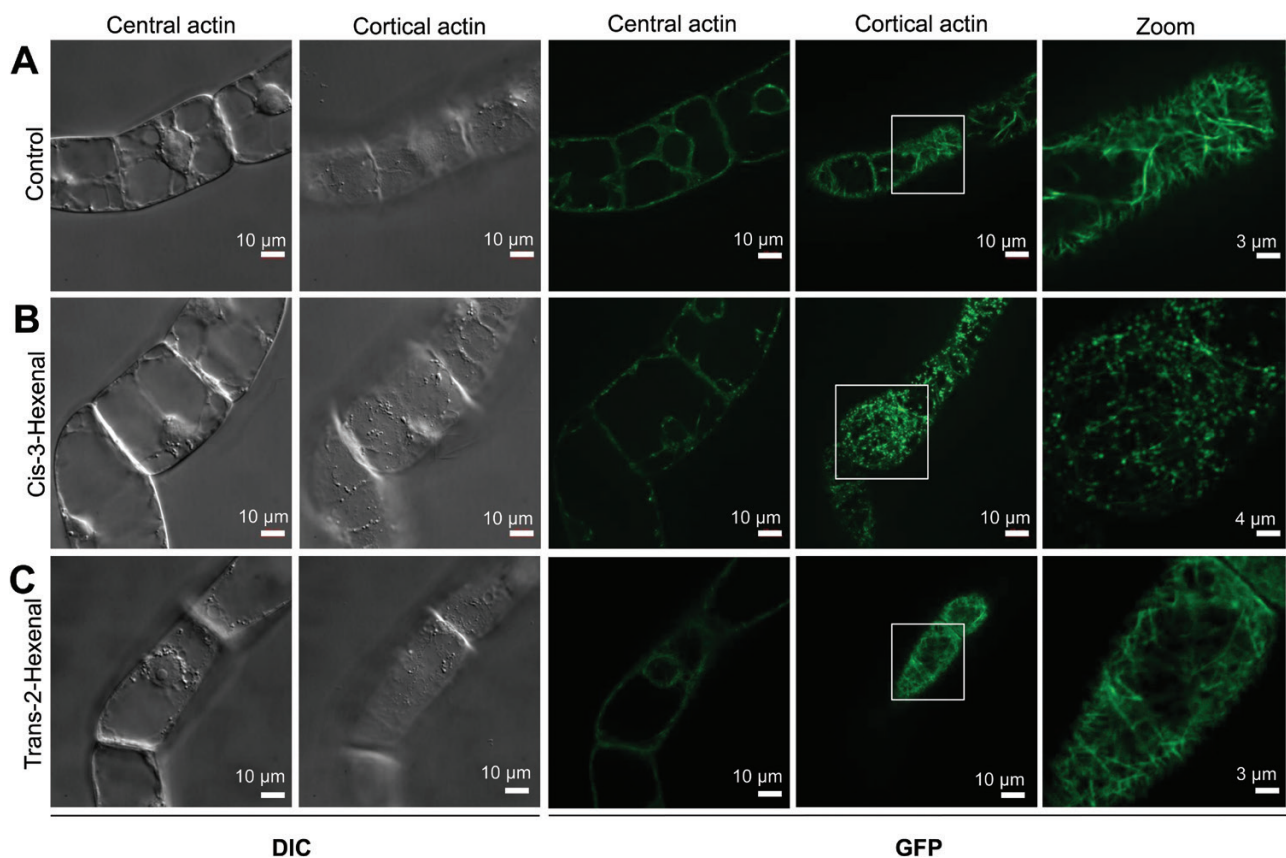 Central actin Cortical actin Central actin Cortical actin Zoom
A
Control
10 µm 10 µm 10 µm 10 µm 3 µm
B
Cis-3-Hexenal
10 µm 10 µm 10 µm 10 µm 4 µm
C
Trans-2-Hexenal
10 µm 10 µm 10 µm 10 µm 3 µm
DIC GFP